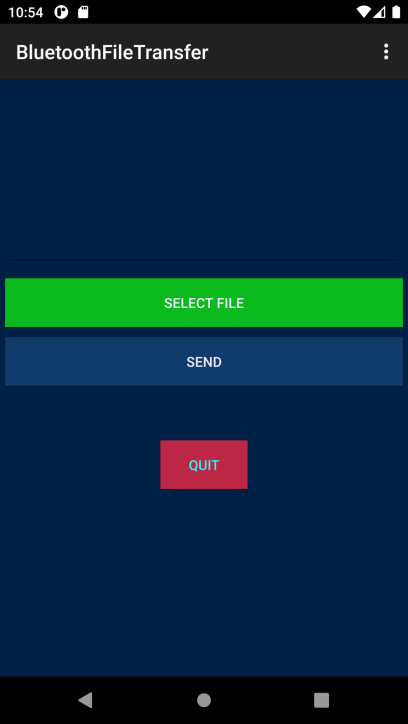 10:54
BluetoothFileTransfer
SELECT FILE
SEND
QUIT